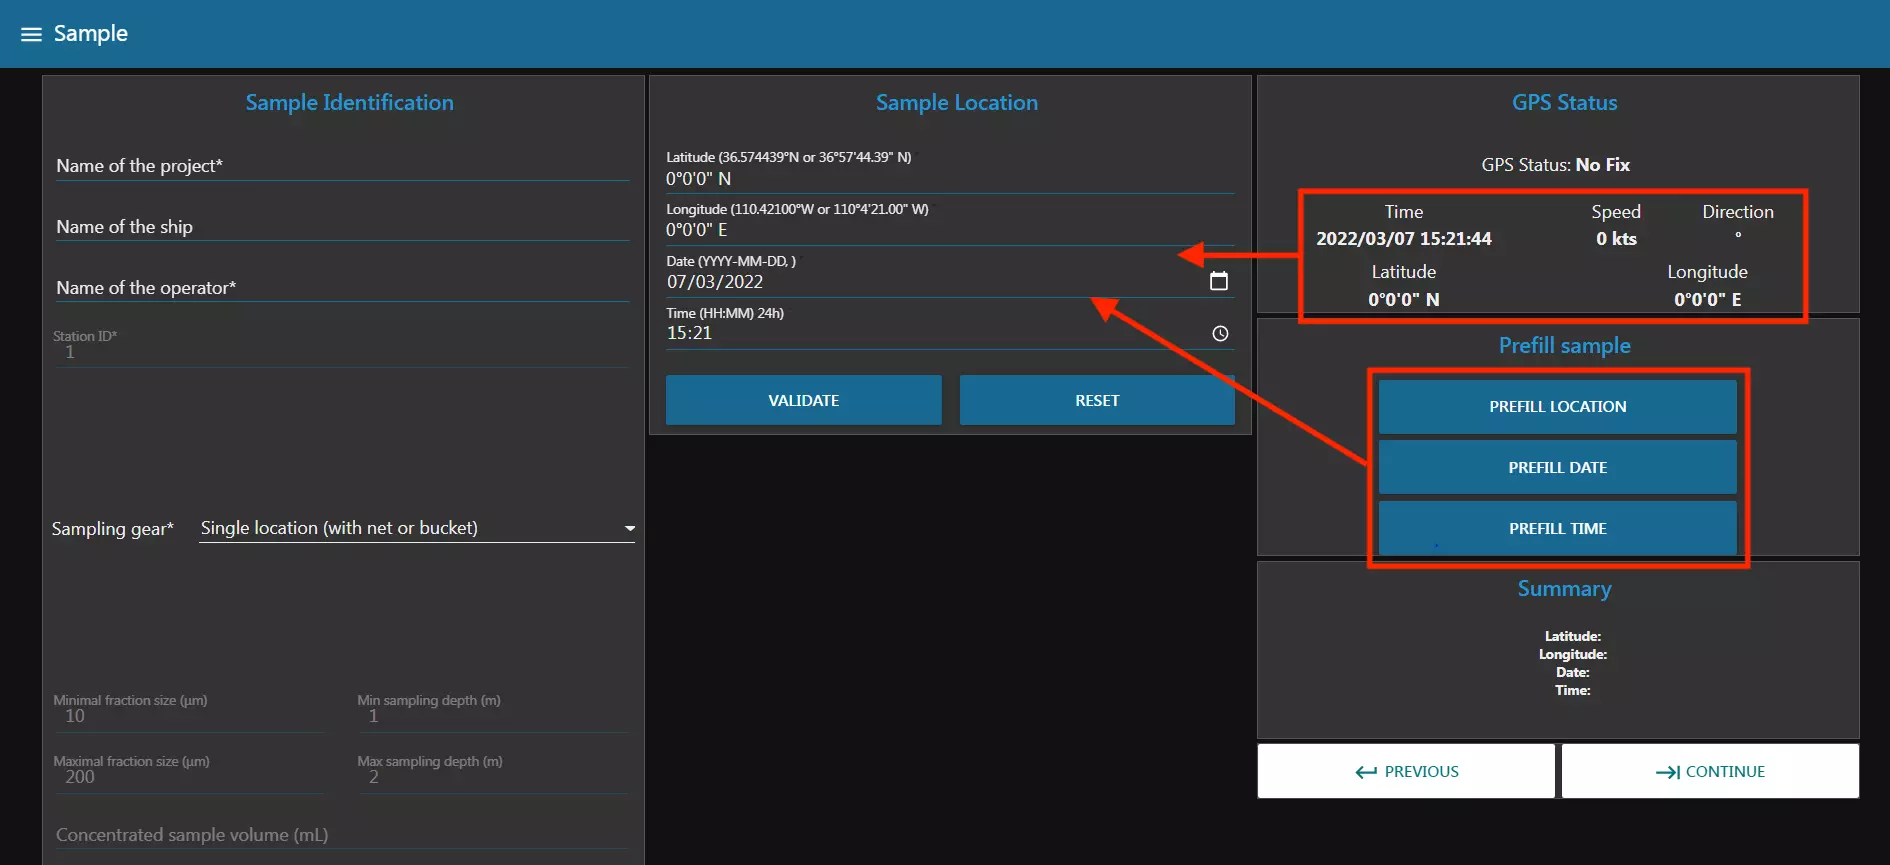 Sample
Sample Identification
Name of the project*
Name of the ship
Name of the operator*
Station ID*
1
Sampling gear* Single location (with net or bucket)
Minimal fraction size (µm) Min sampling depth (m)
10 1
Maximal fraction size (µm) Max sampling depth (m)
200 2
Concentrated sample volume (mL)
Sample Location
Latitude (36.574439°N or 36°57'44.39" N)
0°0'0" N
Longitude (110.42100°W or 110°4'21.00" W)
0°0'0" E
Date (YYYY-MM-DD, )
07/03/2022
Time (HH:MM) 24h)
15:21
VALIDATE RESET
GPS Status
GPS Status: No Fix
Time Speed Direction
2022/03/07 15:21:44 0 kts °
Latitude Longitude
0°0'0" N 0°0'0" E
Prefill sample
PREFILL LOCATION
PREFILL DATE
PREFILL TIME
Summary
Latitude:
Longitude:
Date:
Time:
PREVIOUS CONTINUE